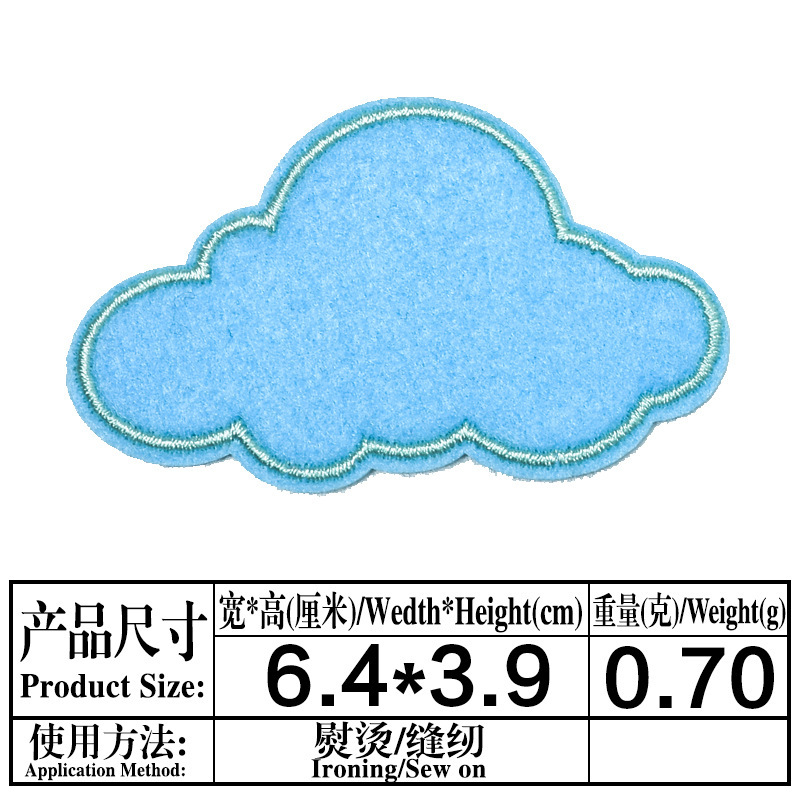 产品尺寸
Product Size:
宽*高(厘米)/Wedth*Height(cm)
重量(克)/Weight(g)
6.4*3.9
0.70
使用方法:
Application Method:
熨烫/缝纫
Ironing/Sew on